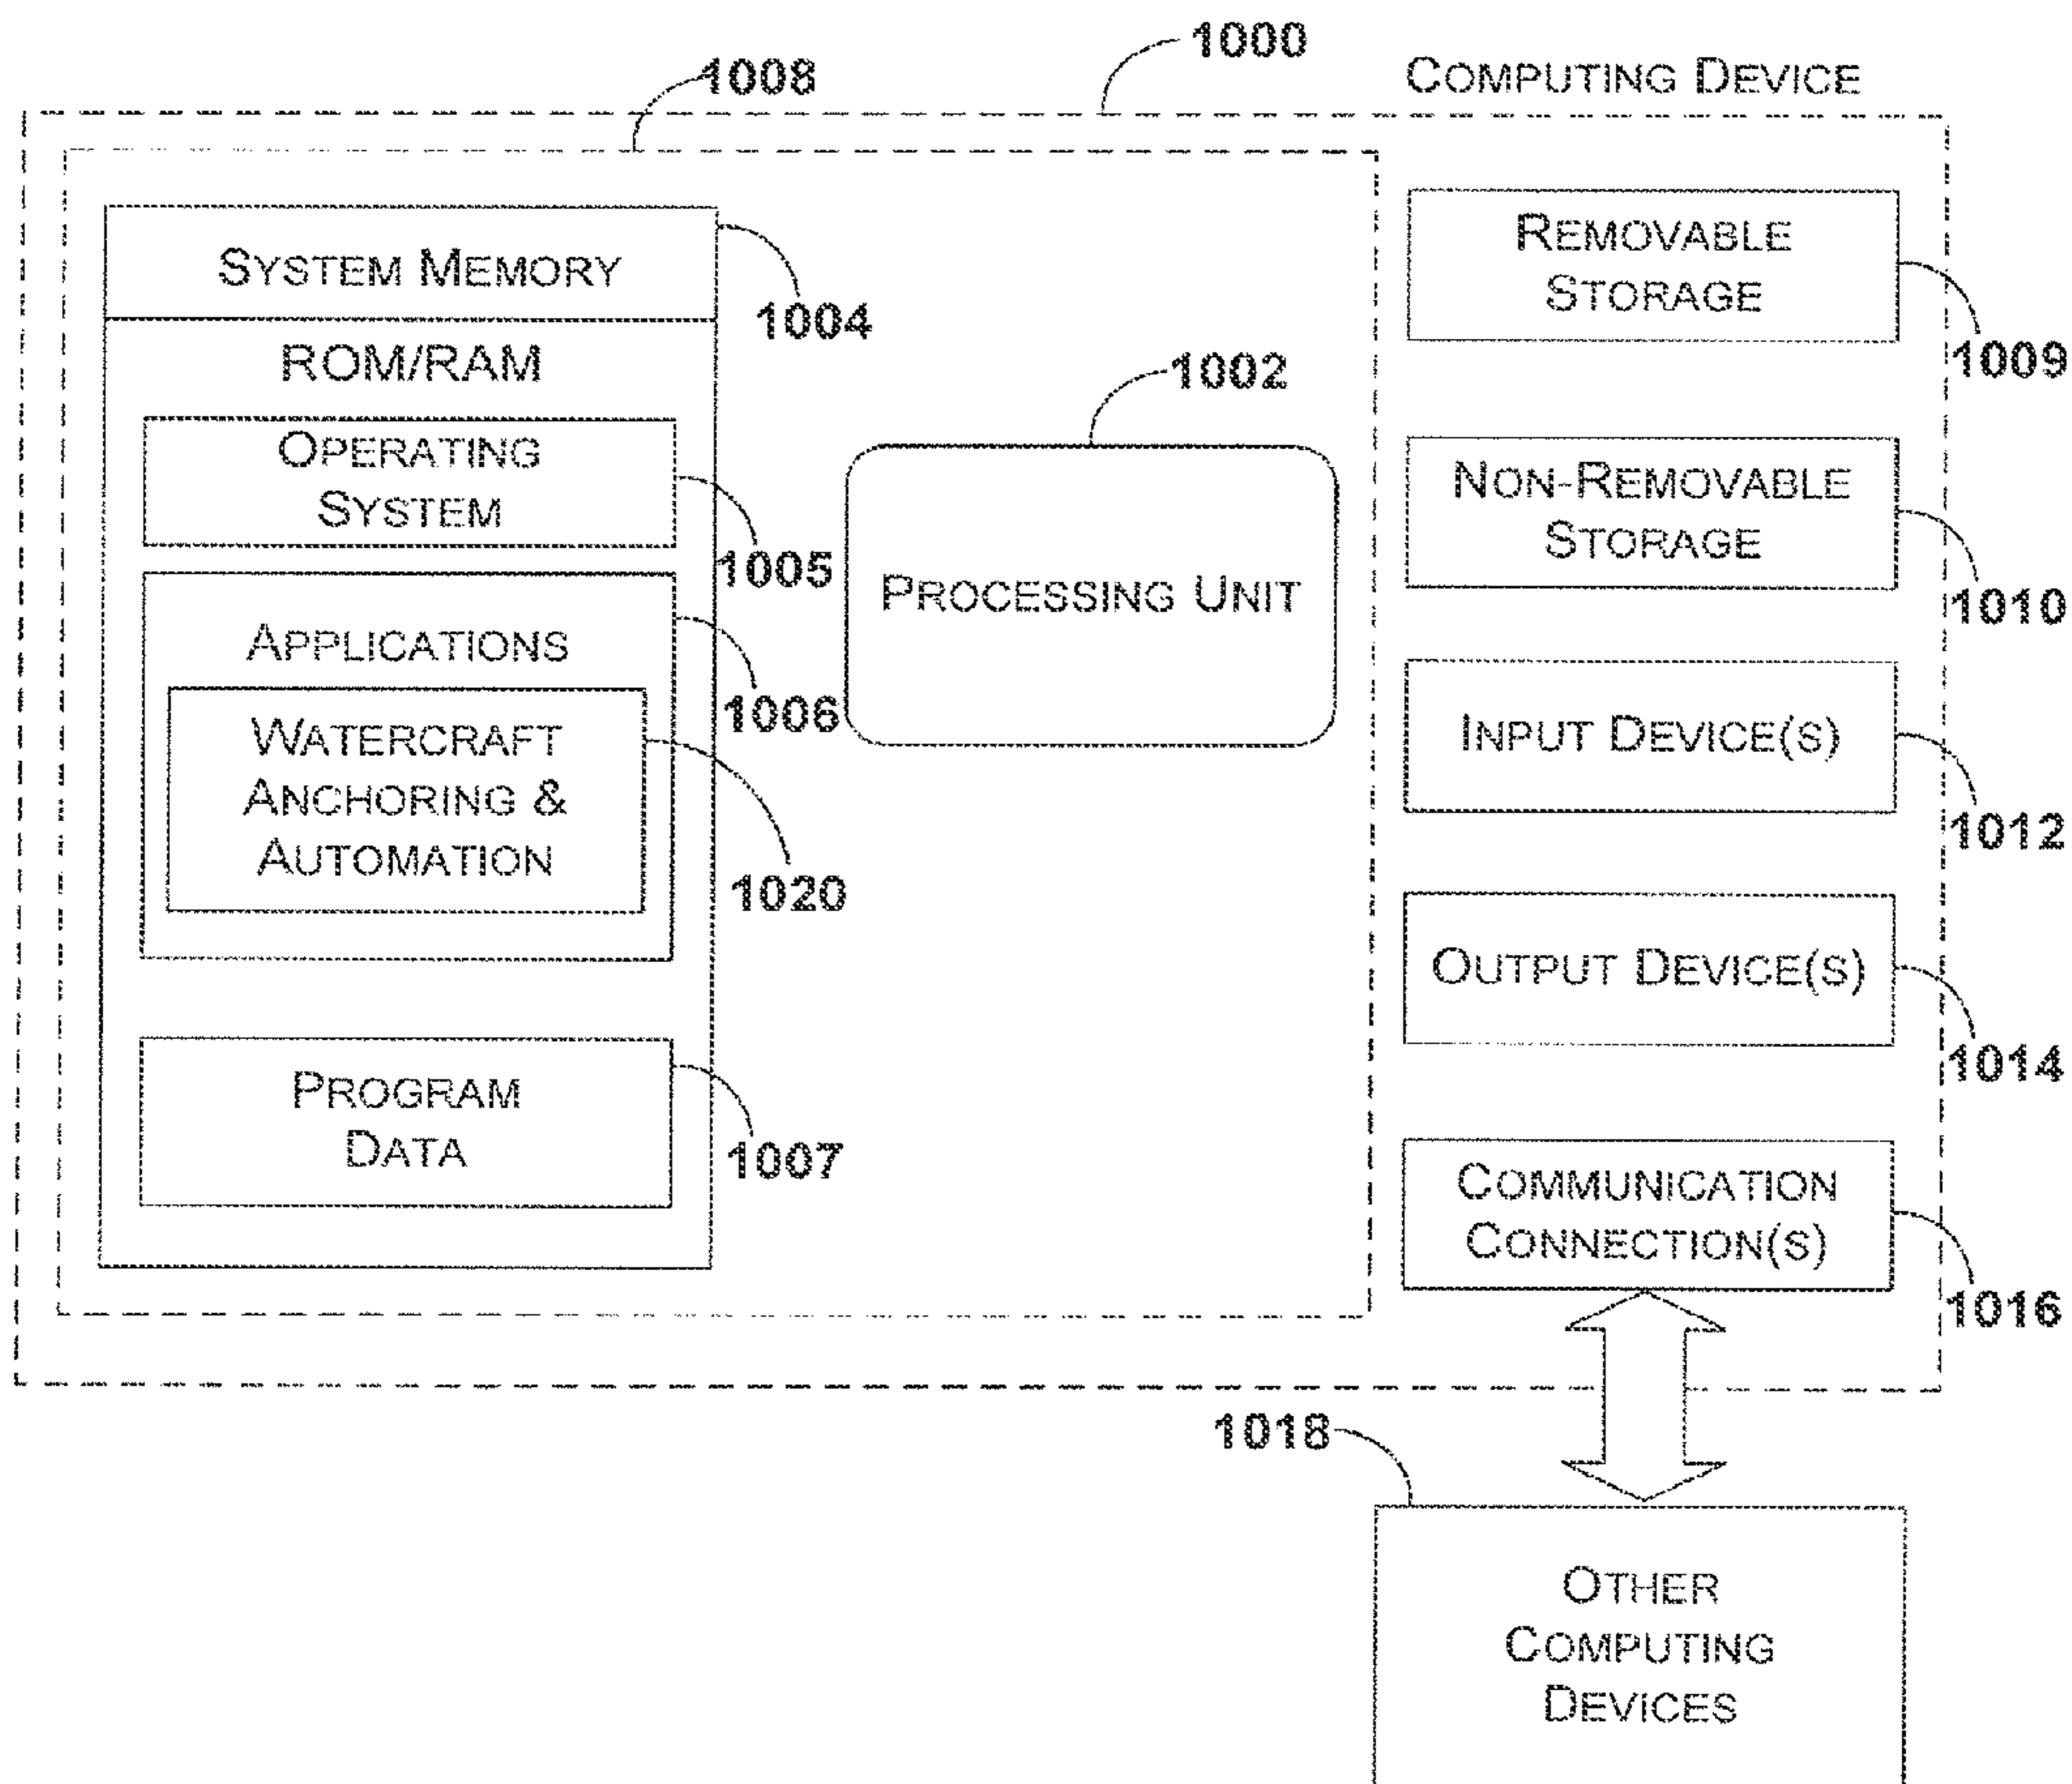 1000
COMPUTING DEVICE
1008
SYSTEM MEMORY
1004
ROM/RAM
OPERATING
SYSTEM
1005
APPLICATIONS
1006
WATERCRAFT
ANCHORING &
AUTOMATION
1020
PROGRAM
DATA
1007
1002
PROCESSING UNIT
REMOVABLE
STORAGE
1009
NON-REMOVABLE
STORAGE
1010
INPUT DEVICE(S)
1012
OUTPUT DEVICE(S)
1014
COMMUNICATION
CONNECTION(S)
1016
1018
OTHER
COMPUTING
DEVICES